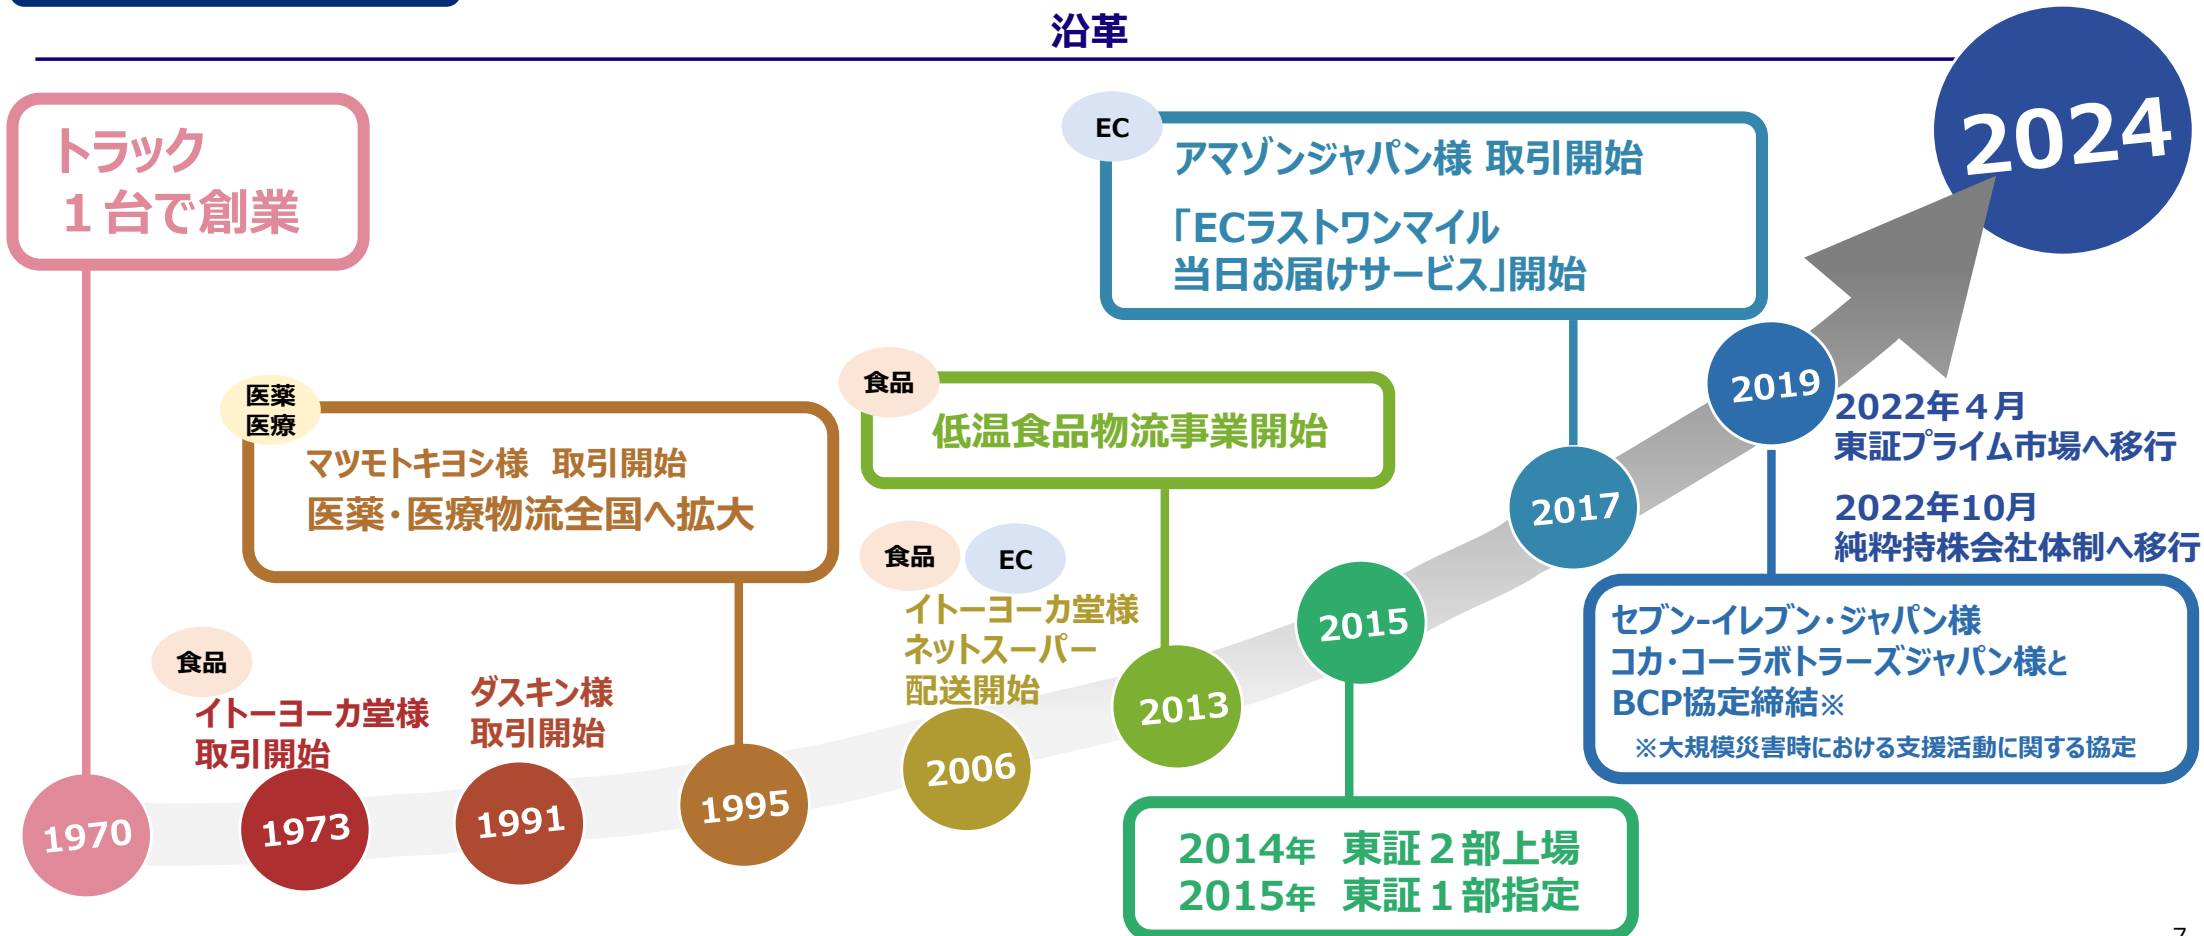 沿革
トラック
１台で創業
1970
食品
イトーヨーカ堂様
取引開始
1973
ダスキン様
取引開始
1991
医薬
医療
マツモトキヨシ様　取引開始
医薬・医療物流全国へ拡大
1995
食品
EC
イトーヨーカ堂様
ネットスーパー
配送開始
2006
食品
低温食品物流事業開始
2013
2015
2014年　東証２部上場
2015年　東証１部指定
EC
アマゾンジャパン様 取引開始
「ECラストワンマイル
当日お届けサービス」開始
2017
2019
セブン-イレブン・ジャパン様
コカ・コーラボトラーズジャパン様と
BCP協定締結※
※大規模災害時における支援活動に関する協定
2022年４月
東証プライム市場へ移行
2022年10月
純粋持株会社体制へ移行
2024
7